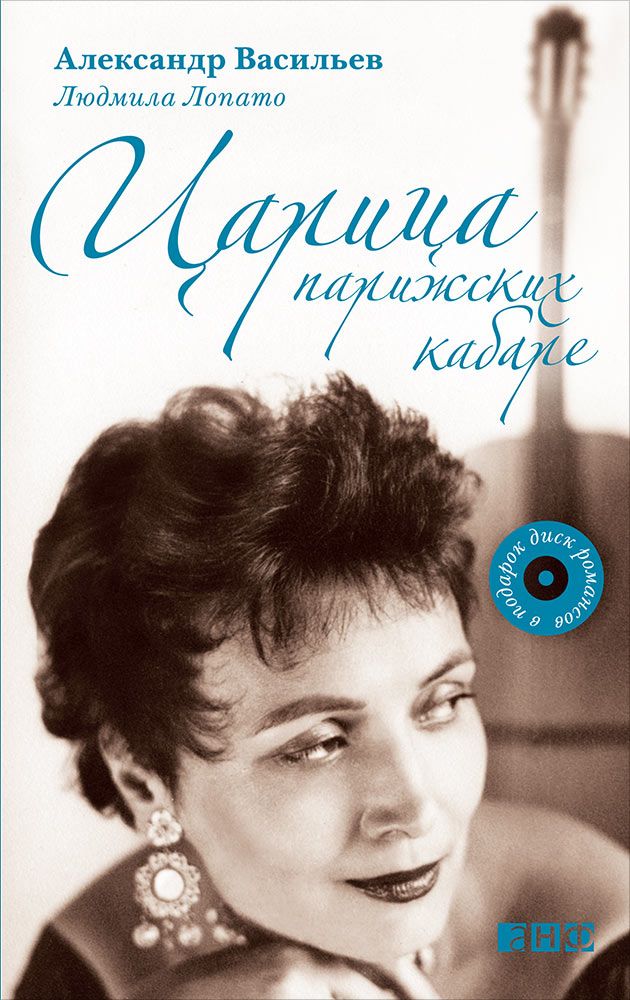 Александр Васильев
Людмила Лопато
Царица
парижских
кабаре
в подарок диск романсов
АНФ